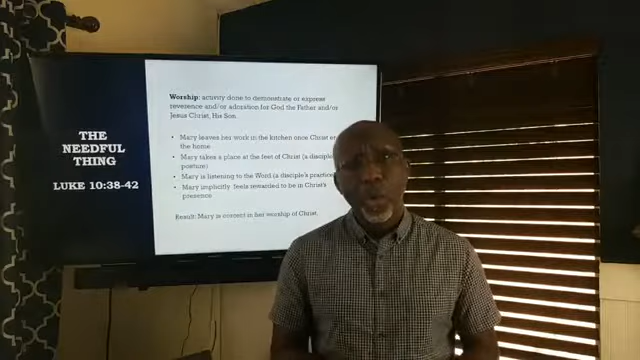 THE
NEEDFUL
THING
LUKE 10:38-42
Worship: activity done to demonstrate or express
reverence and/or adoration for God the Father and/or
Jesus Christ, His Son.
• Mary leaves her work in the kitchen once Christ
the home
• Mary takes a place at the feet of Christ (a disciple
posture)
• Mary is listening to the Word (a disciple's practice
• Mary implicitly feels rewarded to be in Christ's
presence
Result: Mary is correct in her worship of Christ.